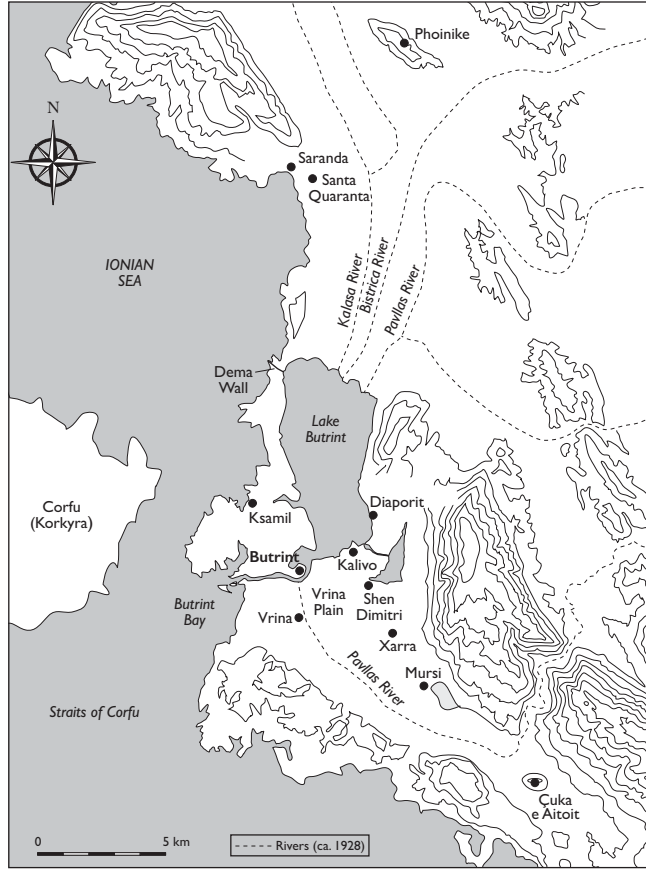 Phoinike
N
Saranda
Santa
Quaranta
IONIAN
SEA
Kalasa River
Bistrica River
Pavllas River
Dema
Wall
Lake
Butrint
Corfu
(Korkyra)
Ksamil
Diaporit
Butrint
Kalivo
Butrint
Bay
Vrina
Plain
Shen
Dimitri
Vrina
Xarra
Pavllas River
Mursi
Straits of Corfu
Çuka
e Aitoit
0 5 km
Rivers (ca. 1928)